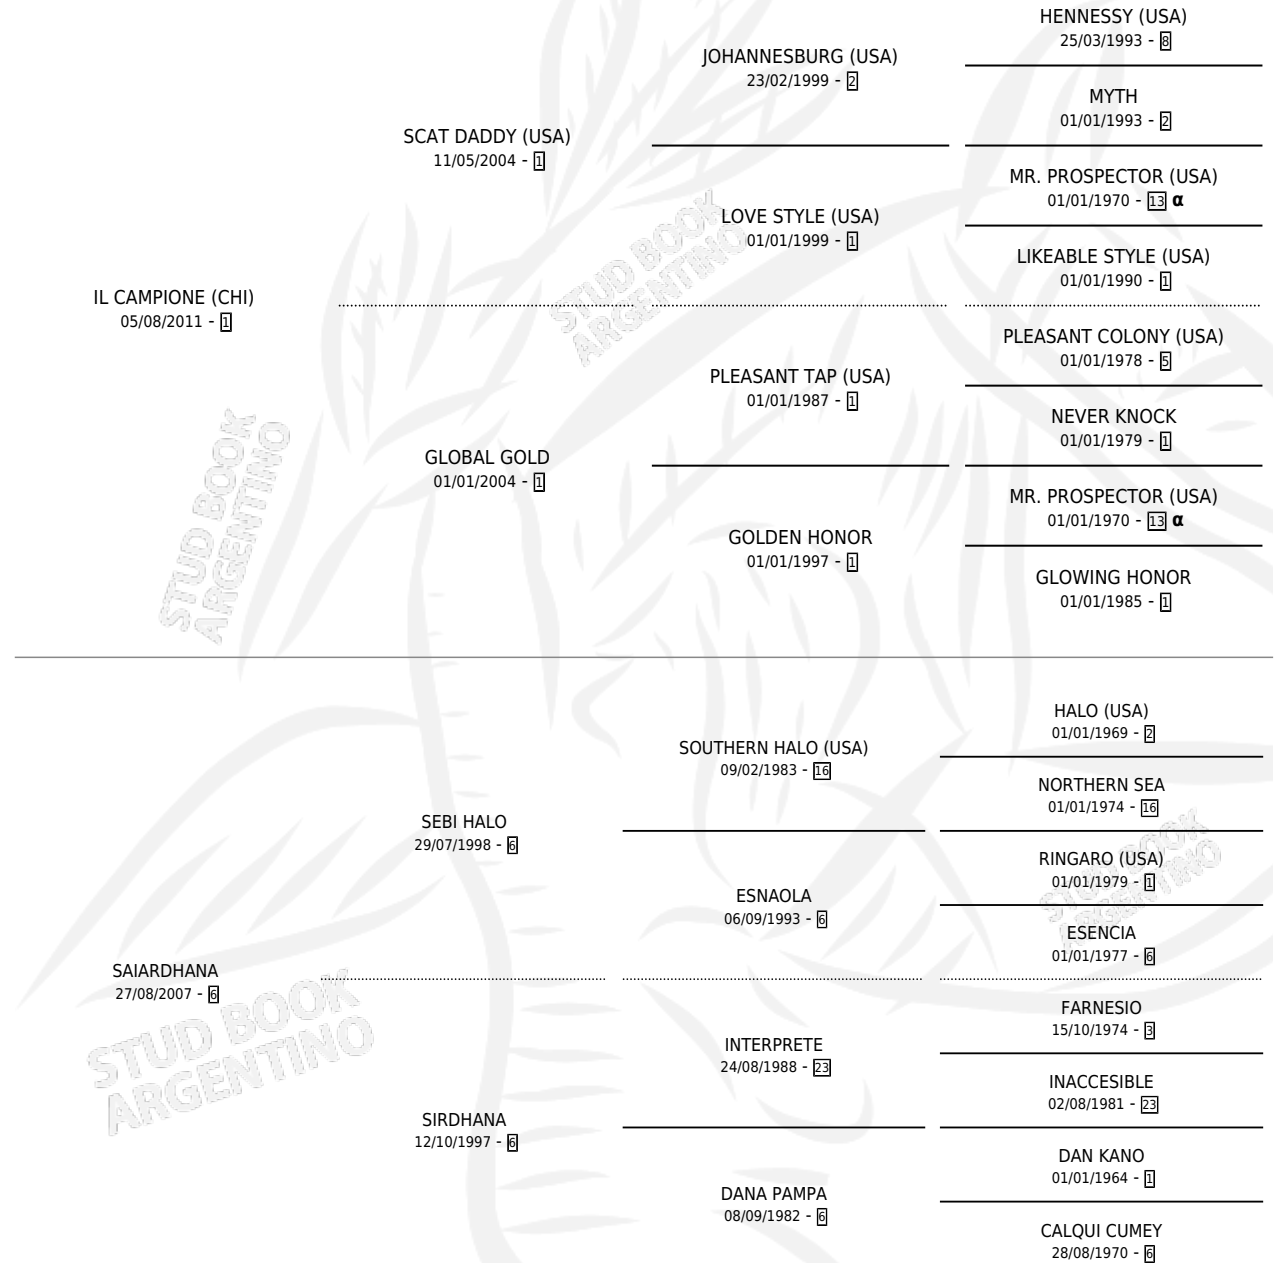 HENNESSY (USA)
25/03/1993 - 8
JOHANNESBURG (USA)
23/02/1999 - 2
MYTH
01/01/1993 - 2
SCAT DADDY (USA)
11/05/2004 - 1
MR. PROSPECTOR (USA)
01/01/1970 - 13 α
LOVE STYLE (USA)
01/01/1999 - 1
LIKEABLE STYLE (USA)
01/01/1990 - 1
IL CAMPIONE (CHI)
05/08/2011 - 1
PLEASANT COLONY (USA)
01/01/1978 - 5
PLEASANT TAP (USA)
01/01/1987 - 1
NEVER KNOCK
01/01/1979 - 1
GLOBAL GOLD
01/01/2004 - 1
MR. PROSPECTOR (USA)
01/01/1970 - 13 α
GOLDEN HONOR
01/01/1997 - 1
GLOWING HONOR
01/01/1985 - 1
HALO (USA)
01/01/1969 - 2
SOUTHERN HALO (USA)
09/02/1983 - 16
NORTHERN SEA
01/01/1974 - 16
SEBI HALO
29/07/1998 - 6
RINGARO (USA)
01/01/1979 - 1
ESNAOLA
06/09/1993 - 6
ESENCIA
01/01/1977 - 6
SAIARDHANA
27/08/2007 - 6
FARNESIO
15/10/1974 - 3
INTERPRETE
24/08/1988 - 23
INACCESIBLE
02/08/1981 - 23
SIRDHANA
12/10/1997 - 6
DAN KANO
01/01/1964 - 1
DANA PAMPA
08/09/1982 - 6
CALQUI CUMEY
28/08/1970 - 6
STUD BOOK
ARGENTINO
STUD BOOK
ARGENTINO
STUD BOOK
ARGENTINO
STUD BOOK
ARGENTINO